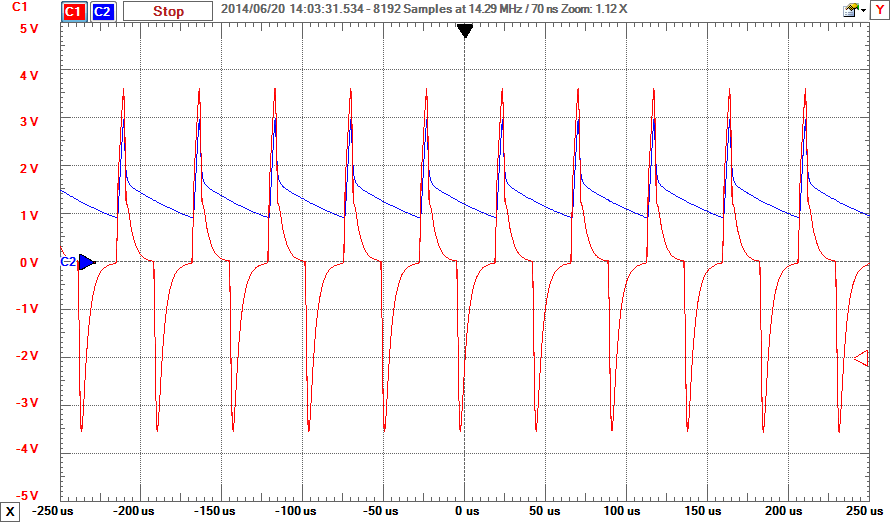 C1 C1 C2 Stop 2014/06/20 14:03:31.534 - 8192 Samples at 14.29 MHz / 70 ns Zoom: 1.12 X Y
5 V
4 V
3 V
2 V
1 V
0 V C2
-1 V
-2 V
-3 V
-4 V
-5 V
X -250 us -200 us -150 us -100 us -50 us 0 us 50 us 100 us 150 us 200 us 250 us